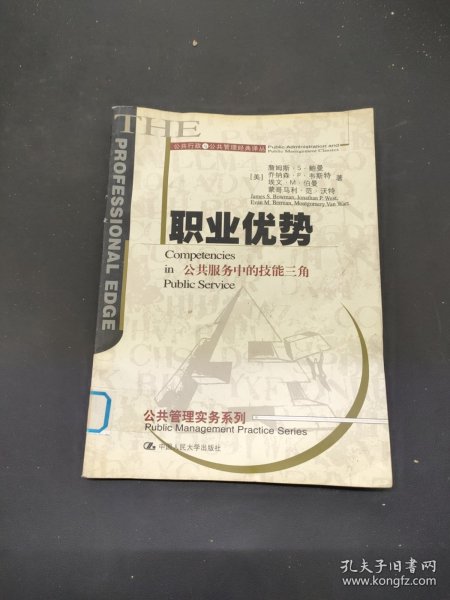 THE
PROFESSIONAL EDGE
公共行政与公共管理经典译丛
Public Administration and
Public Management Classics
詹姆斯·S·鲍曼
[美] 乔纳森·P·韦斯特 著
埃文·M·伯曼
蒙哥马利·范·沃特
James S. Bowman, Jonathan P. West,
Evan M. Berman, Montgomery Van Wart
职业优势
Competencies
in 公共服务中的技能三角
Public Service
公共管理实务系列
Public Management Practice Series
中国人民大学出版社
孔夫子旧书网
www.kongfz.com